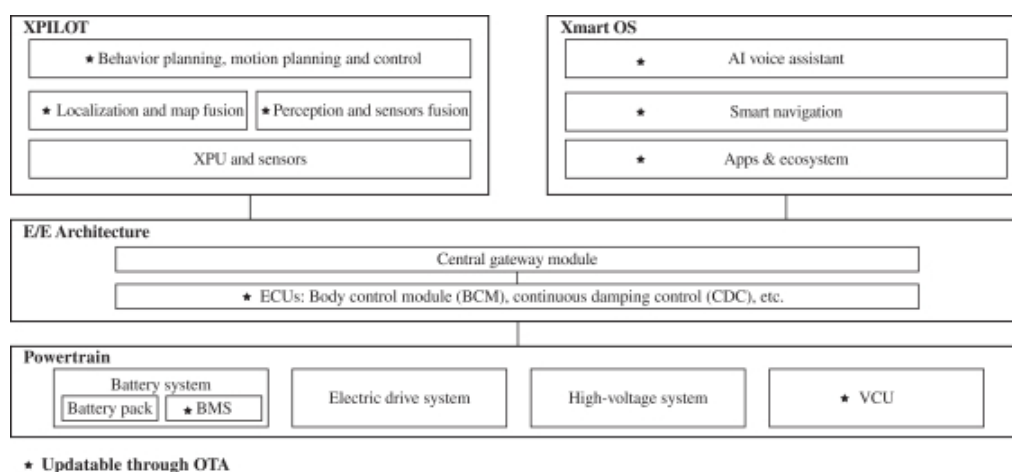 XPILOT
★ Behavior planning, motion planning and control
★ Localization and map fusion
★ Perception and sensors fusion
XPU and sensors
Xmart OS
★ AI voice assistant
★ Smart navigation
★ Apps & ecosystem
E/E Architecture
Central gateway module
★ ECUs: Body control module (BCM), continuous damping control (CDC), etc.
Powertrain
Battery system
Battery pack
★ BMS
Electric drive system
High-voltage system
★ VCU
★ Updatable through OTA